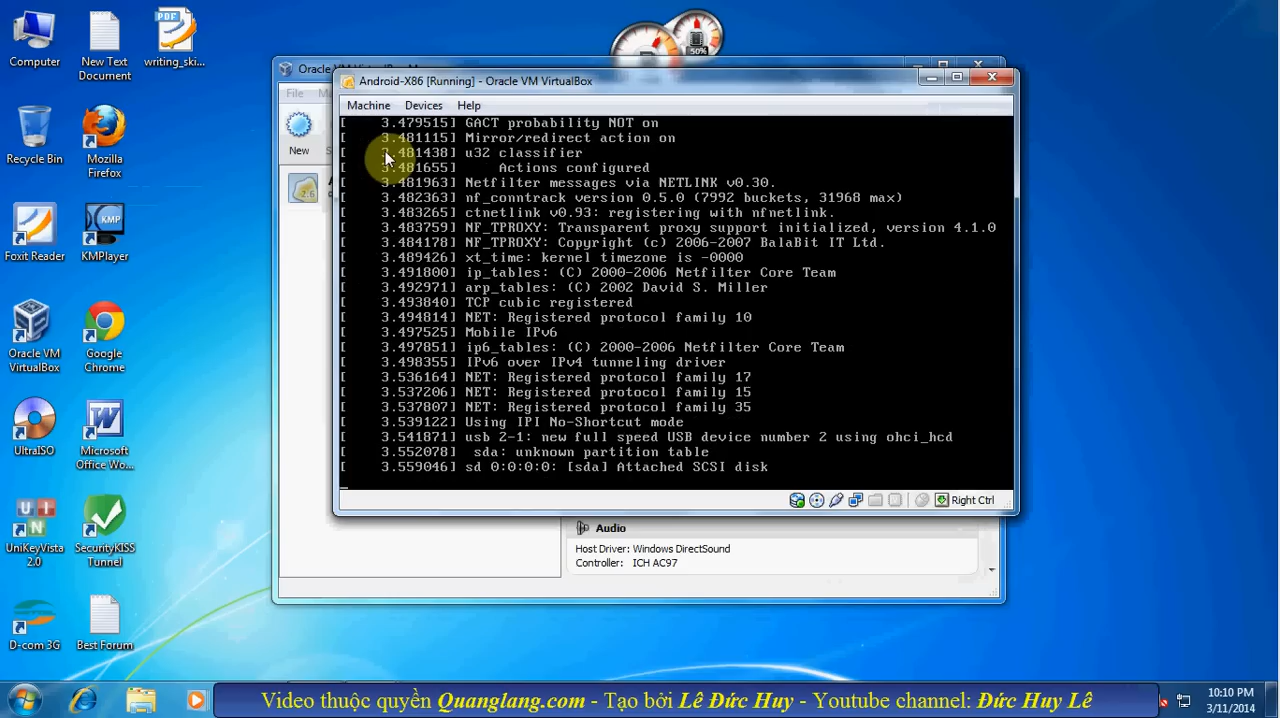 Computer
New Text
Document
writing_ski...
Recycle Bin
Mozilla
Firefox
Foxit Reader
KMPlayer
Oracle VM
VirtualBox
Google
Chrome
UltraISO
Microsoft
Office Wo...
UniKeyVista
2.0
SecurityKISS
Tunnel
D-com 3G
Best Forum
50%
Oracle VM VirtualBox
File
New
2.6
Android-X86 [Running] - Oracle VM VirtualBox
Machine Devices Help
[ 3.479515] GACT probability NOT on
[ 3.481115] Mirror/redirect action on
[ 3.481438] u32 classifier
[ 3.481655] Actions configured
[ 3.481963] Netfilter messages via NETLINK v0.30.
[ 3.482363] nf_conntrack version 0.5.0 (7992 buckets, 31968 max)
[ 3.483265] ctnetlink v0.93: registering with nfnetlink.
[ 3.483759] NF_TPROXY: Transparent proxy support initialized, version 4.1.0
[ 3.484178] NF_TPROXY: Copyright (c) 2006-2007 BalaBit IT Ltd.
[ 3.489426] xt_time: kernel timezone is -0000
[ 3.491800] ip_tables: (C) 2000-2006 Netfilter Core Team
[ 3.492971] arp_tables: (C) 2002 David S. Miller
[ 3.493840] TCP cubic registered
[ 3.494814] NET: Registered protocol family 10
[ 3.497525] Mobile IPv6
[ 3.497851] ip6_tables: (C) 2000-2006 Netfilter Core Team
[ 3.498355] IPv6 over IPv4 tunneling driver
[ 3.536164] NET: Registered protocol family 17
[ 3.537206] NET: Registered protocol family 15
[ 3.537807] NET: Registered protocol family 35
[ 3.539122] Using IPI No-Shortcut mode
[ 3.541871] usb 2-1: new full speed USB device number 2 using ohci_hcd
[ 3.552078] sda: unknown partition table
[ 3.559046] sd 0:0:0:0: [sda] Attached SCSI disk
Right Ctrl
Audio
Host Driver: Windows DirectSound
Controller: ICH AC97
Video thuộc quyền Quanglang.com - Tạo bởi Lê Đức Huy - Youtube channel: Đức Huy Lê
10:10 PM
3/11/2014